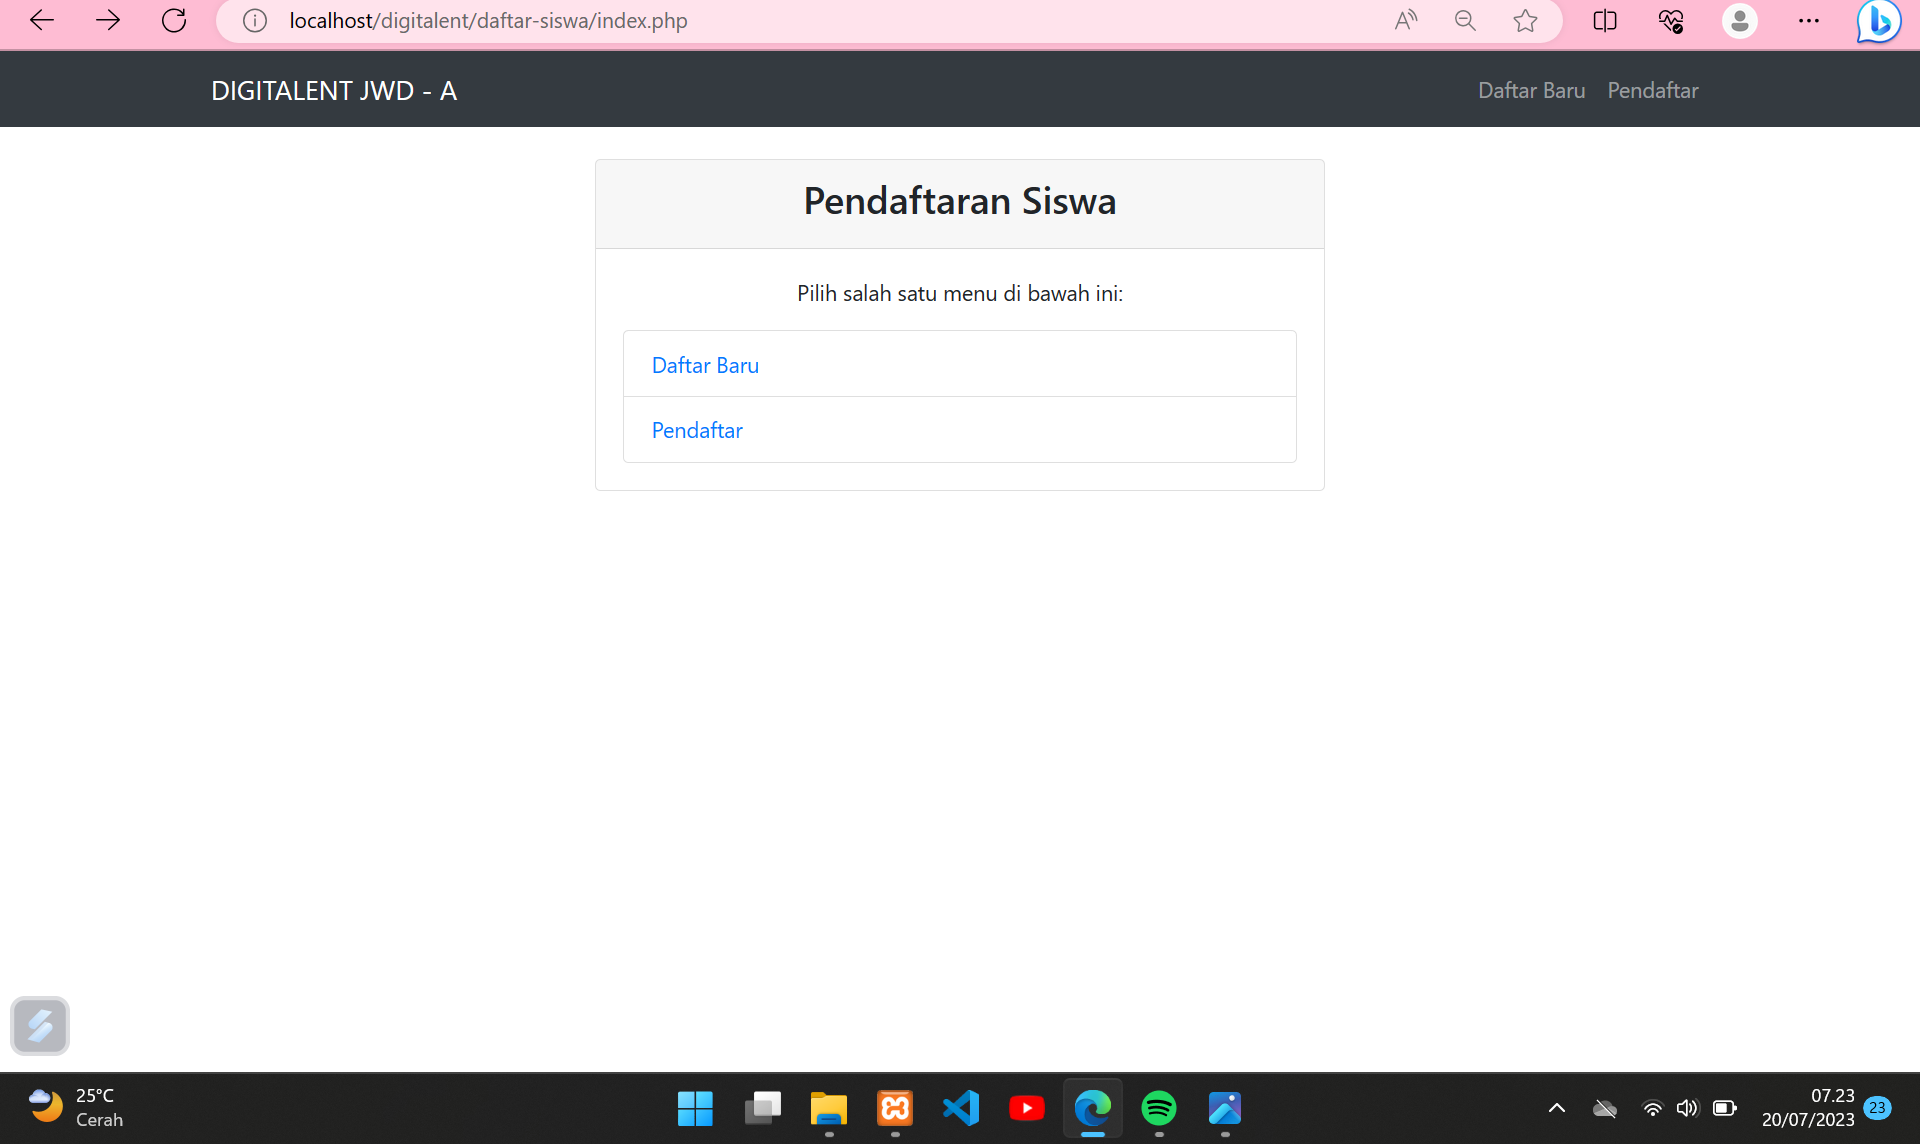 localhost/digitalent/daftar-siswa/index.php
DIGITALENT JWD - A
Daftar Baru
Pendaftar
Pendaftaran Siswa
Pilih salah satu menu di bawah ini:
Daftar Baru
Pendaftar
25°C
Cerah
07.23
20/07/2023
23